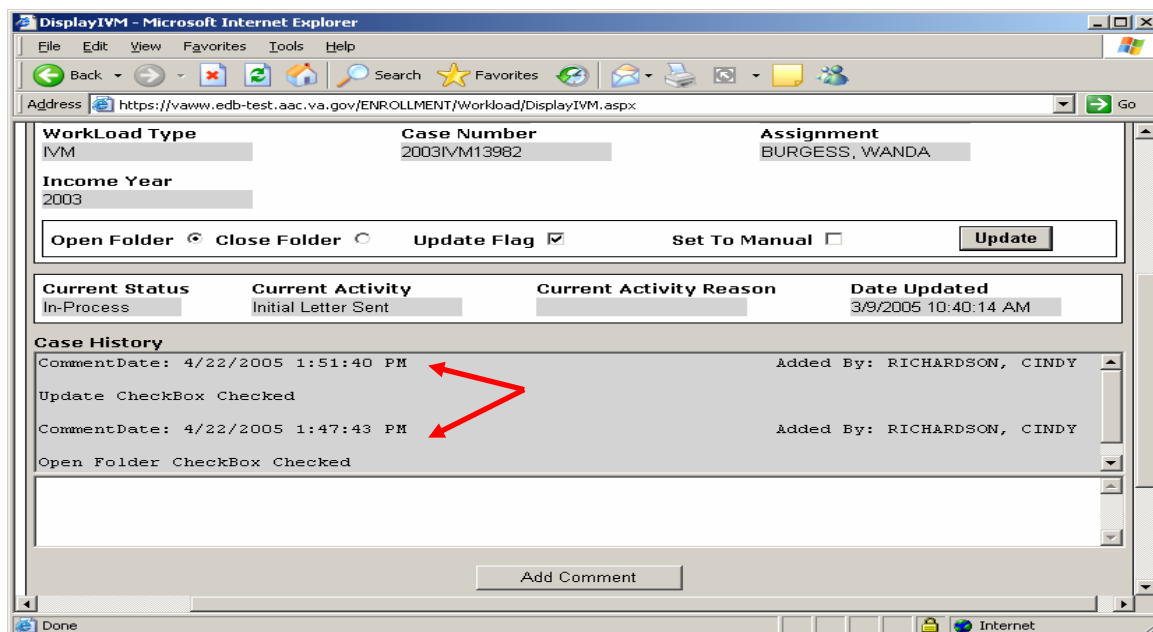 DisplayIVM - Microsoft Internet Explorer
File Edit View Favorites Tools Help
Back Search Favorites
Address https://vaww.edb-test.aac.va.gov/ENROLLMENT/Workload/DisplayIVM.aspx Go
WorkLoad Type Case Number Assignment
IVM 2003IVM13982 BURGESS, WANDA
Income Year
2003
Open Folder Close Folder Update Flag Set To Manual Update
Current Status Current Activity Current Activity Reason Date Updated
In-Process Initial Letter Sent 3/9/2005 10:40:14 AM
Case History
CommentDate: 4/22/2005 1:51:40 PM Added By: RICHARDSON, CINDY
Update CheckBox Checked
CommentDate: 4/22/2005 1:47:43 PM Added By: RICHARDSON, CINDY
Open Folder CheckBox Checked
Add Comment
Done Internet